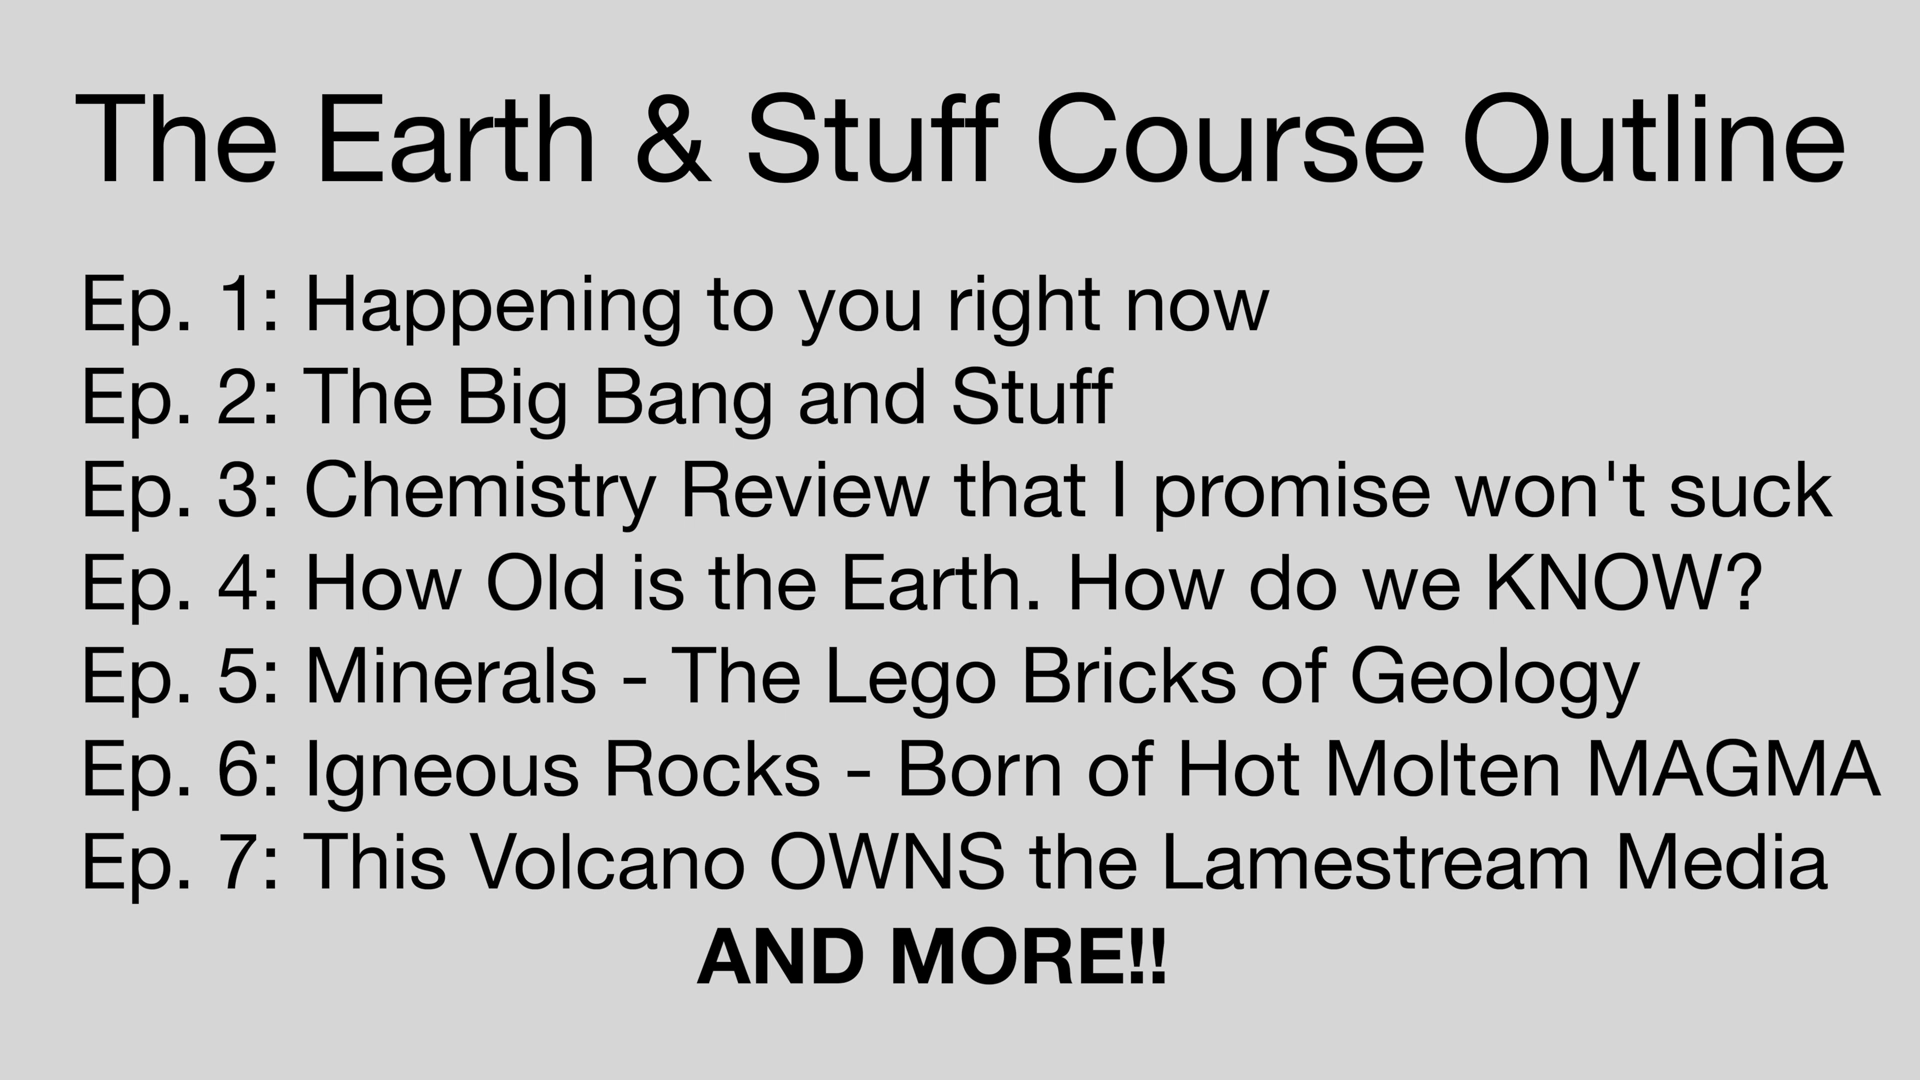 The Earth & Stuff Course Outline
Ep. 1: Happening to you right now
Ep. 2: The Big Bang and Stuff
Ep. 3: Chemistry Review that I promise won't suck
Ep. 4: How Old is the Earth. How do we KNOW?
Ep. 5: Minerals - The Lego Bricks of Geology
Ep. 6: Igneous Rocks - Born of Hot Molten MAGMA
Ep. 7: This Volcano OWNS the Lamestream Media
AND MORE!!